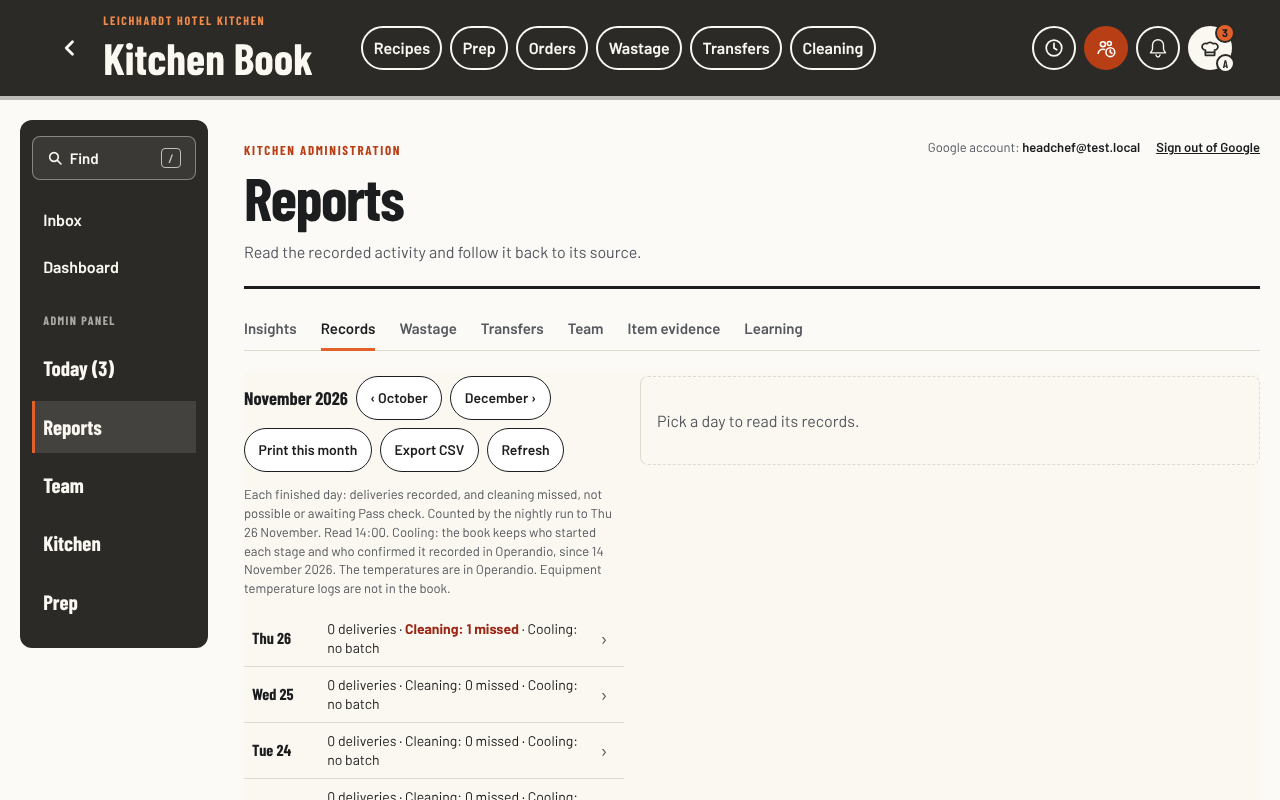 LEICHHARDT HOTEL KITCHEN
Kitchen Book
Recipes
Prep
Orders
Wastage
Transfers
Cleaning
3
A
Find
/
Inbox
Dashboard
ADMIN PANEL
Today (3)
Reports
Team
Kitchen
Prep
KITCHEN ADMINISTRATION
Google account: headchef@test.local
Sign out of Google
Reports
Read the recorded activity and follow it back to its source.
Insights
Records
Wastage
Transfers
Team
Item evidence
Learning
November 2026
‹ October
December ›
Print this month
Export CSV
Refresh
Each finished day: deliveries recorded, and cleaning missed, not
possible or awaiting Pass check. Counted by the nightly run to Thu
26 November. Read 14:00. Cooling: the book keeps who started
each stage and who confirmed it recorded in Operandio, since 14
November 2026. The temperatures are in Operandio. Equipment
temperature logs are not in the book.
Thu 26
0 deliveries · Cleaning: 1 missed · Cooling:
no batch
›
Wed 25
0 deliveries · Cleaning: 0 missed · Cooling:
no batch
›
Tue 24
0 deliveries · Cleaning: 0 missed · Cooling:
no batch
›
0 deliveries · Cleaning: 0 missed · Cooling:
Pick a day to read its records.